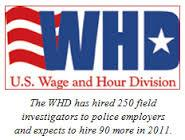 WHD
U.S. Wage and Hour Division
The WHD has hired 250 field
investigators to police employers
and expects to hire 90 more in 2011.